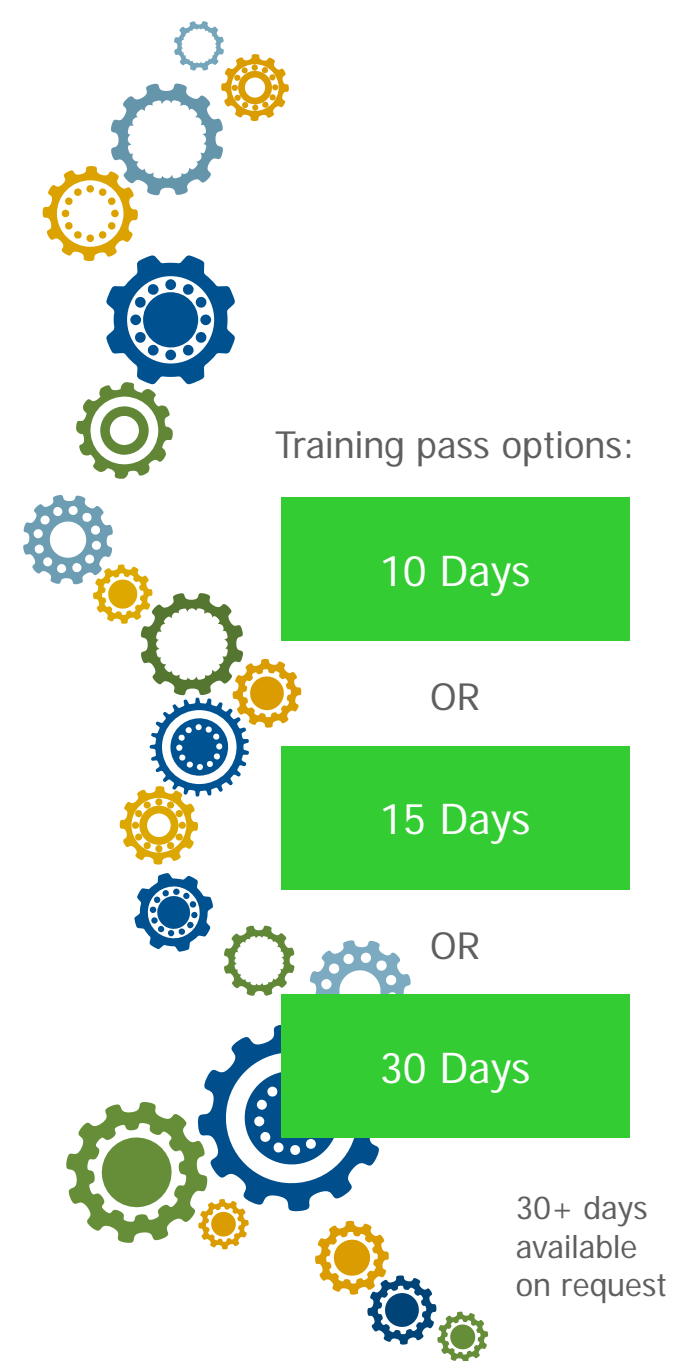 Training pass options:
10 Days
OR
15 Days
OR
30 Days
30+ days
available
on request